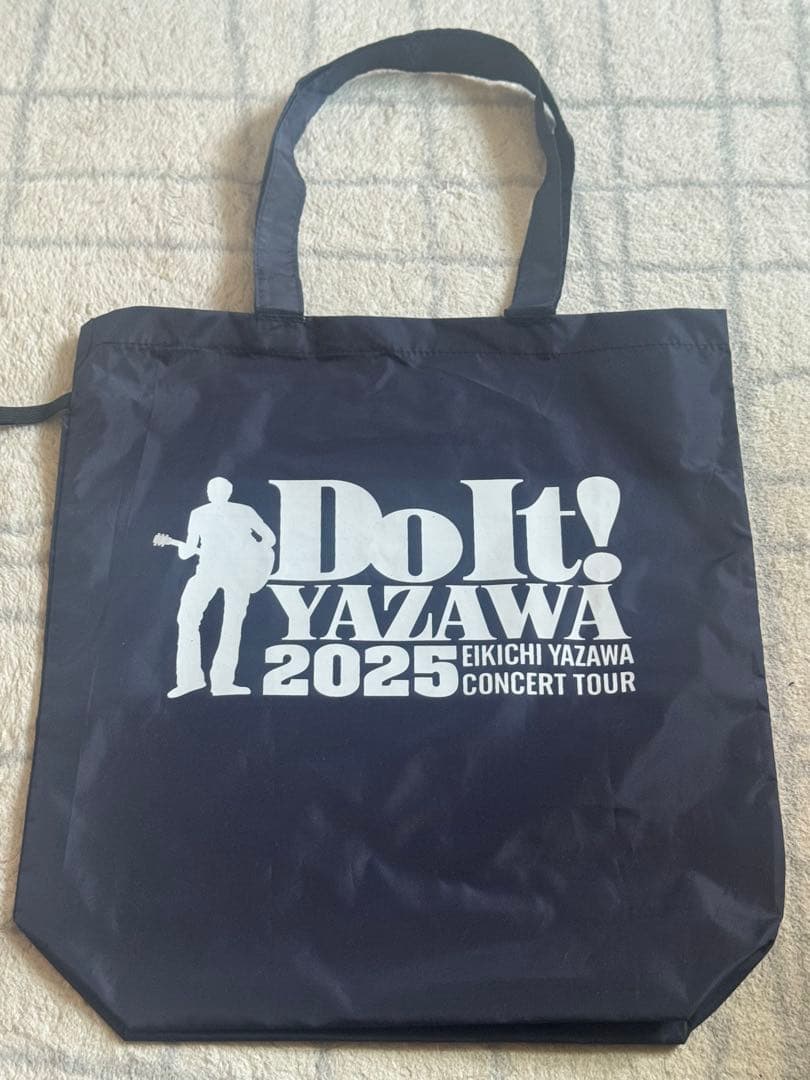 Do It!
YAZAWA
2025 EIKICHI YAZAWA
CONCERT TOUR